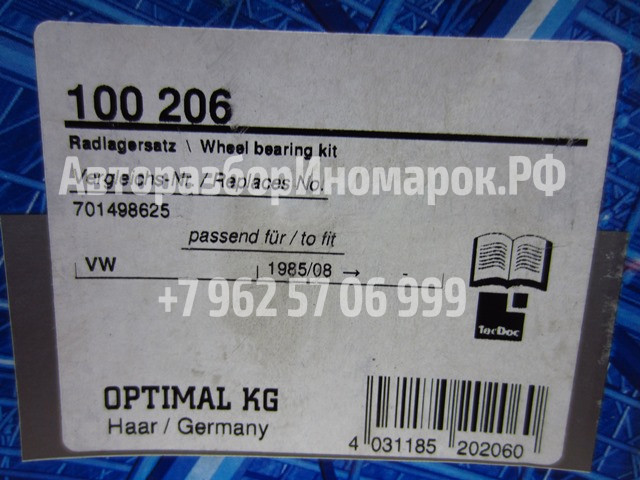 100 206
Radlagersatz \ Wheel bearing kit
Vergleichs-Nr. / Replaces-No.
АвторазборИномарок.РФ
701498625
passend für / to fit
VW 1985/08 → -
+7 962 57 06 999
TecDoc
OPTIMAL KG
Haar / Germany
4 031185 202060